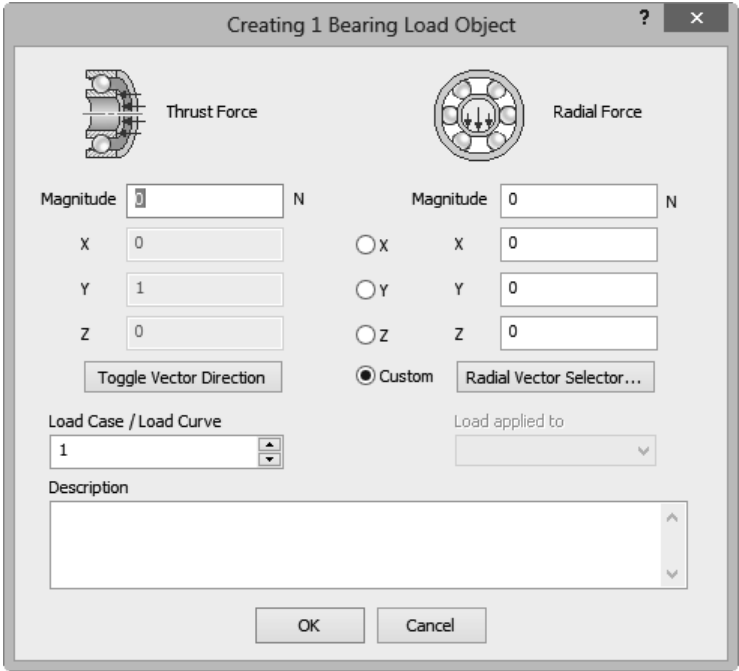 Creating 1 Bearing Load Object
?
Thrust Force
Radial Force
Magnitude 0 N
Magnitude 0 N
X 0
X X 0
Y 1
Y Y 0
Z 0
Z Z 0
Toggle Vector Direction
Custom Radial Vector Selector...
Load Case / Load Curve
Load applied to
1
Description
OK Cancel